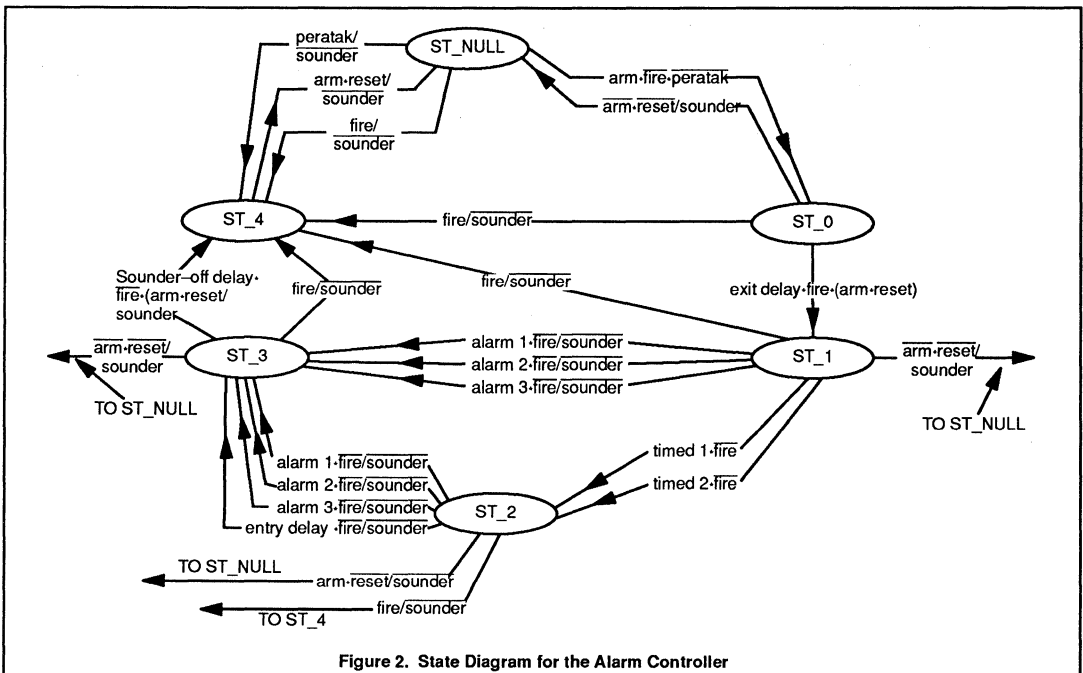 peratak/
sounder
ST_NULL
arm•reset/
sounder
arm•fire•peratak
arm•reset/sounder
fire/
sounder
ST_4
fire/sounder
ST_0
Sounder–off delay•
fire•(arm•reset/
sounder
fire/sounder
fire/sounder
exit delay•fire•(arm•reset)
arm•reset/
sounder
ST_3
alarm 1•fire/sounder
alarm 2•fire/sounder
alarm 3•fire/sounder
ST_1
arm•reset/
sounder
TO ST_NULL
TO ST_NULL
timed 1•fire
timed 2•fire
alarm 1•fire/sounder
alarm 2•fire/sounder
alarm 3•fire/sounder
entry delay •fire/sounder
ST_2
TO ST_NULL
arm•reset/sounder
fire/sounder
TO ST_4
Figure 2. State Diagram for the Alarm Controller